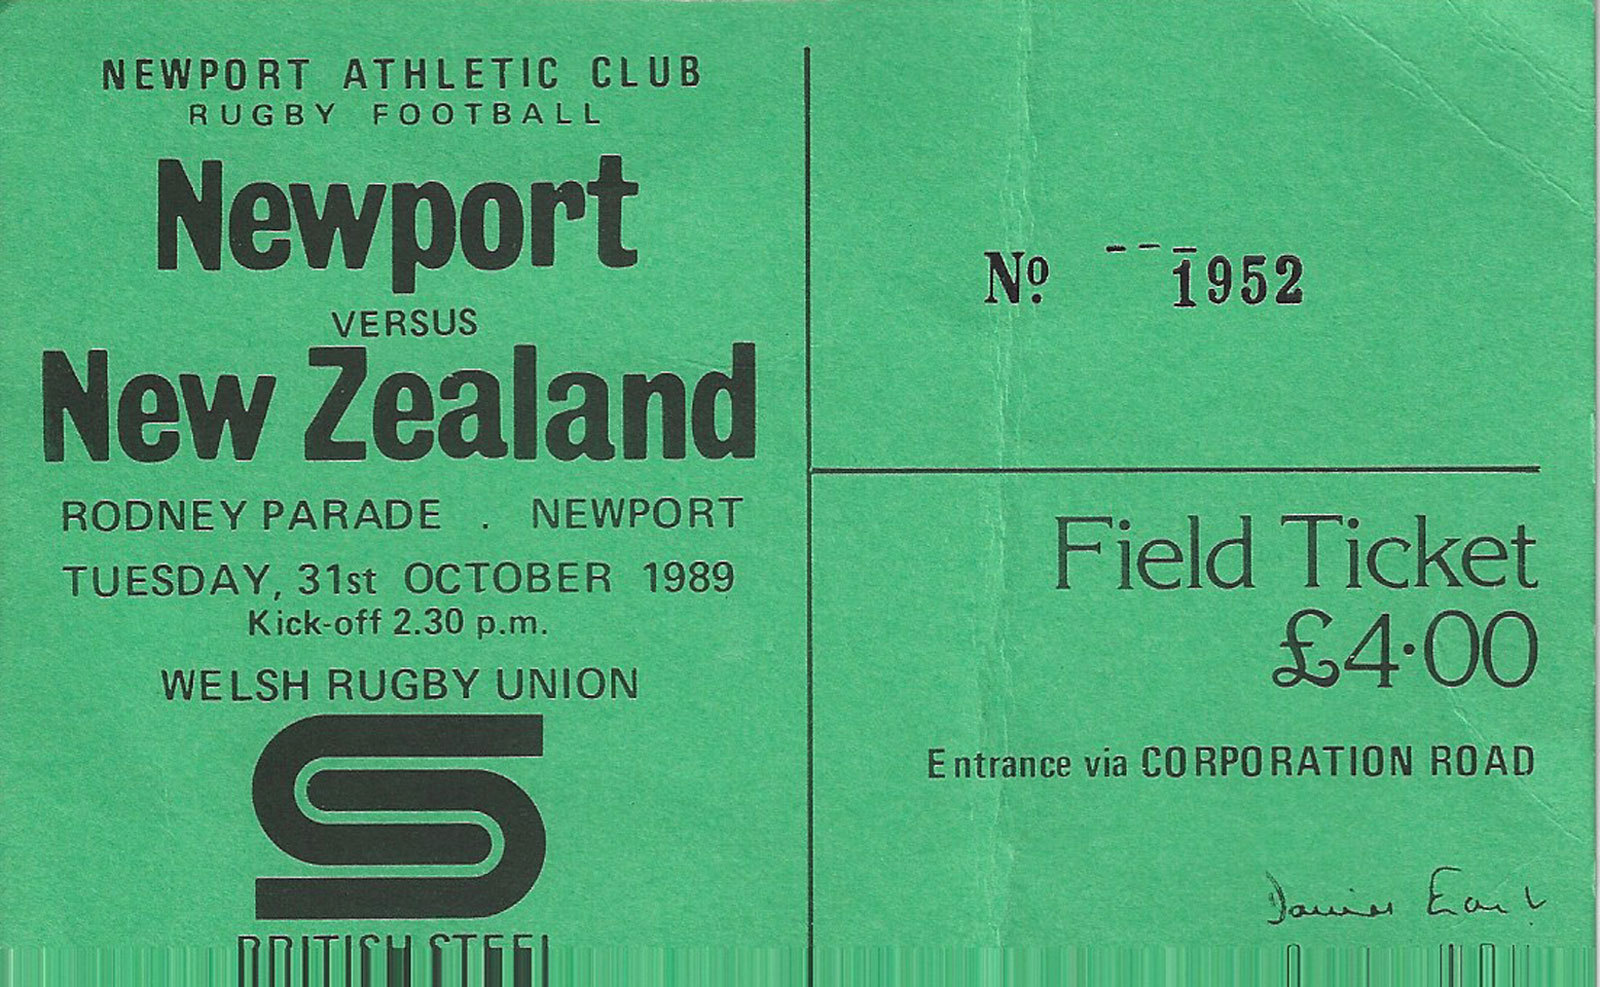 NEWPORT ATHLETIC CLUB
RUGBY FOOTBALL
Newport
VERSUS
New Zealand
RODNEY PARADE . NEWPORT
TUESDAY, 31st OCTOBER 1989
Kick-off 2.30 p.m.
WELSH RUGBY UNION
BRITISH STEEL
Nº. 1952
Field Ticket
£4·00
Entrance via CORPORATION ROAD